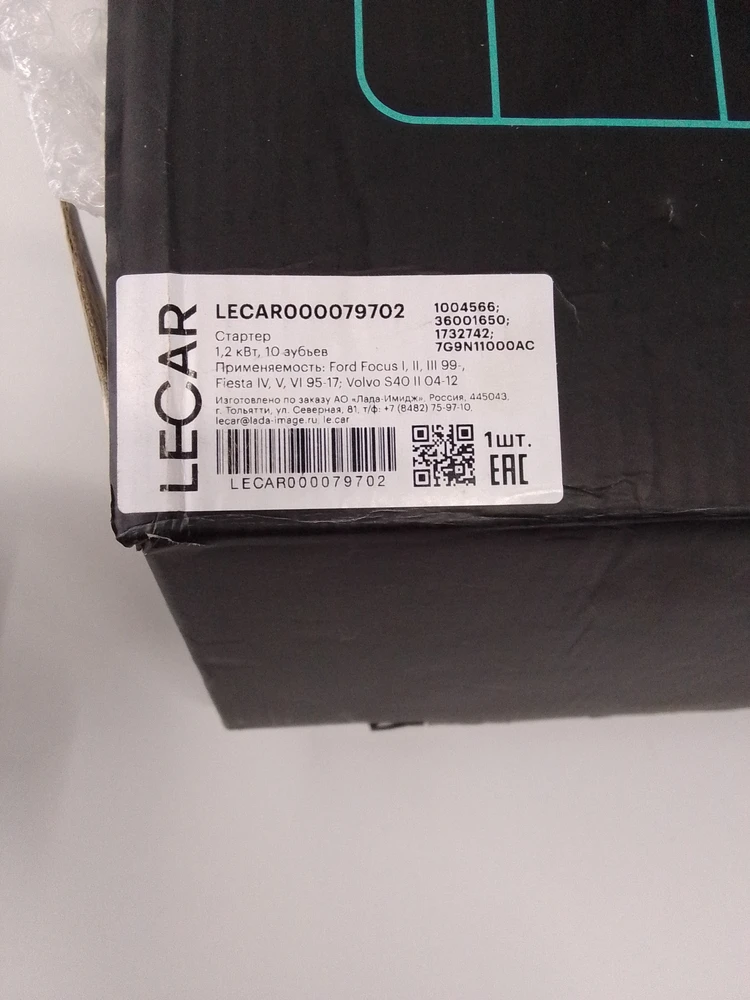 LECAR
LECAR000079702
1004566;
36001650;
1732742;
7G9N11000AC
Стартер
1,2 кВт, 10 зубьев
Применяемость: Ford Focus I, II, III 99-,
Fiesta IV, V, VI 95-17; Volvo S40 II 04-12
Изготовлено по заказу АО «Лада-Имидж», Россия, 445043,
г. Тольятти, ул. Северная, 81, т/ф: +7 (8482) 75-97-10,
lecar@lada-image.ru; le.car
LECAR000079702
1шт.
EAC